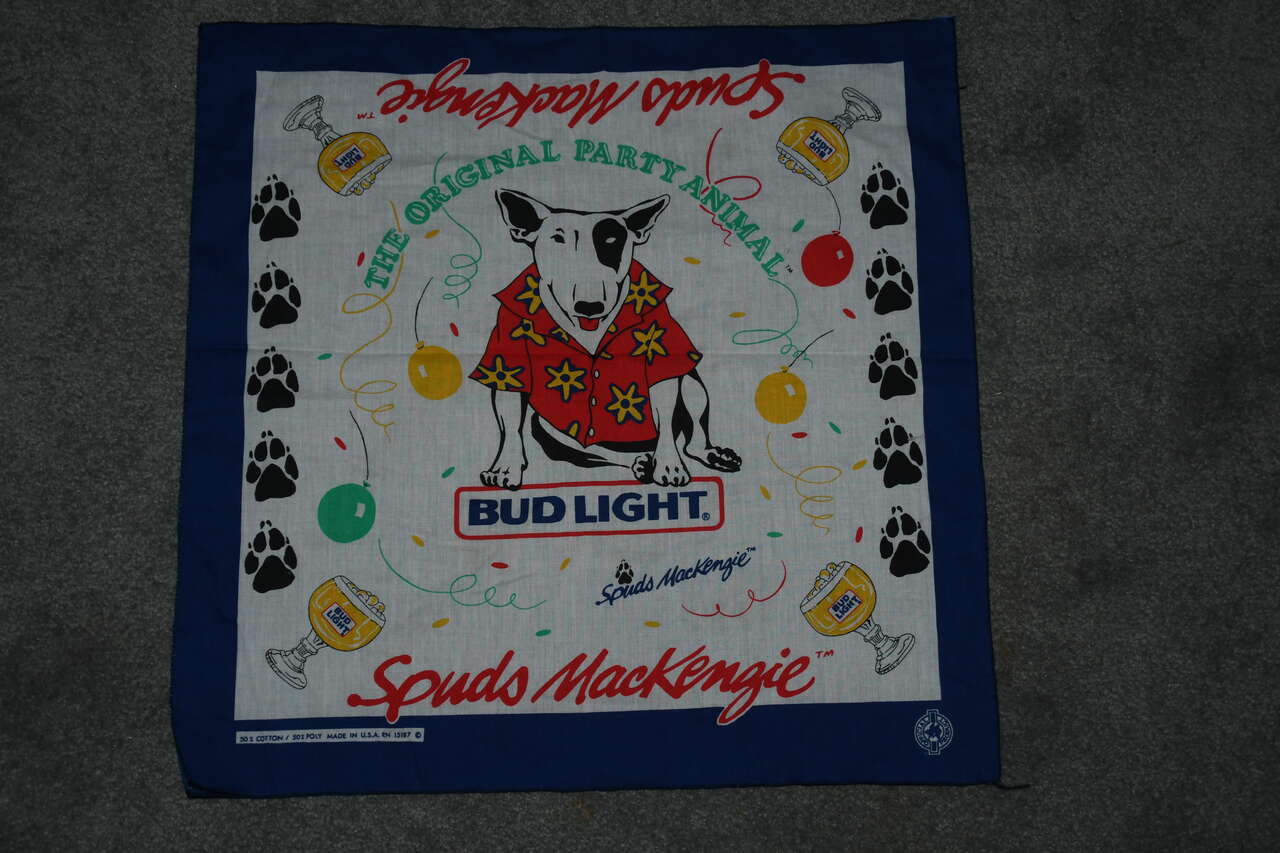 Spuds MacKenzie™
BUD LIGHT
BUD LIGHT
THE ORIGINAL PARTY ANIMAL™
BUD LIGHT®
Spuds MacKenzie™
BUD LIGHT
BUD LIGHT
Spuds MacKenzie™
50% COTTON / 50% POLY MADE IN U.S.A. RN 15187 ©